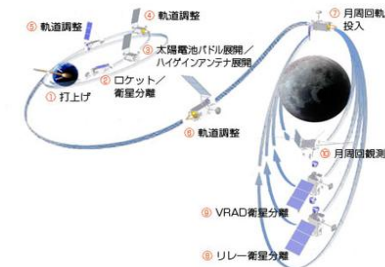 ① 打上げ
② ロケット／
衛星分離
③ 太陽電池パドル展開／
ハイゲインアンテナ展開
④ 軌道調整
⑤ 軌道調整
⑥ 軌道調整
⑦ 月周回軌
投入
⑧ リレー衛星分離
⑨ VRAD衛星分離
⑩ 月周回観測